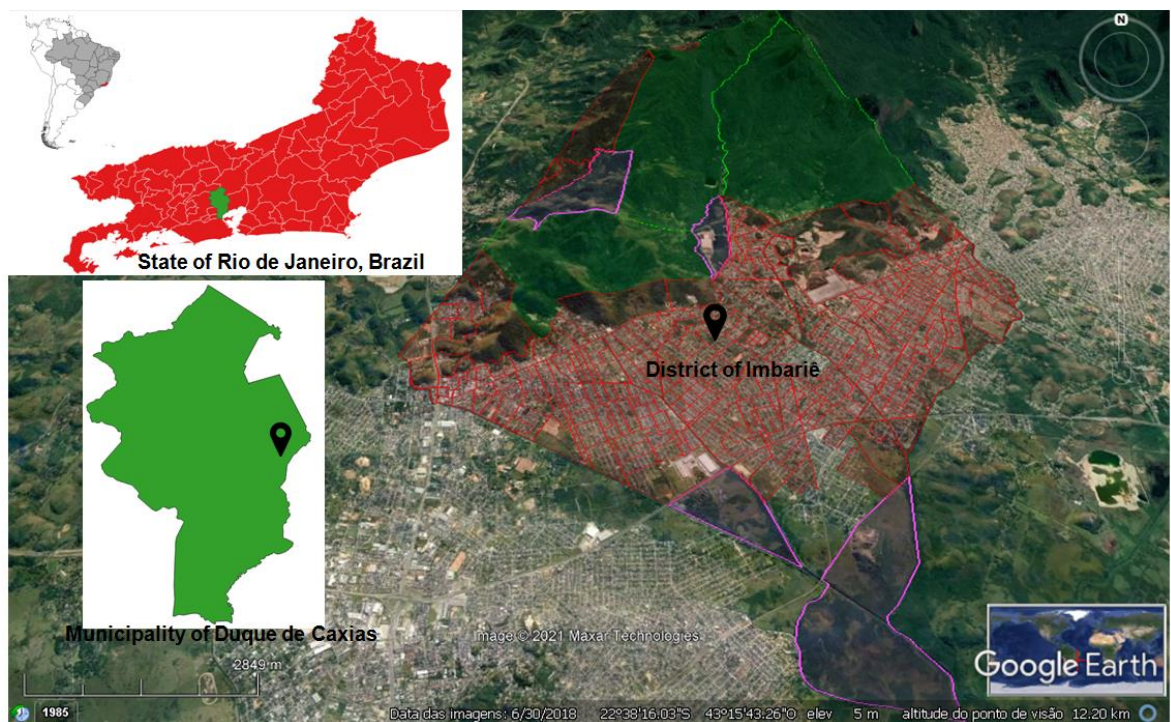 N
State of Rio de Janeiro, Brazil
District of Imbariê
Municipality of Duque de Caxias
Image © 2021 Maxar Technologies
2849 m
Google Earth
1985
Data das imagens: 6/30/2018 22°38'16.03"S 43°15'43.26"O elev 5 m altitude do ponto de visão 12.20 km